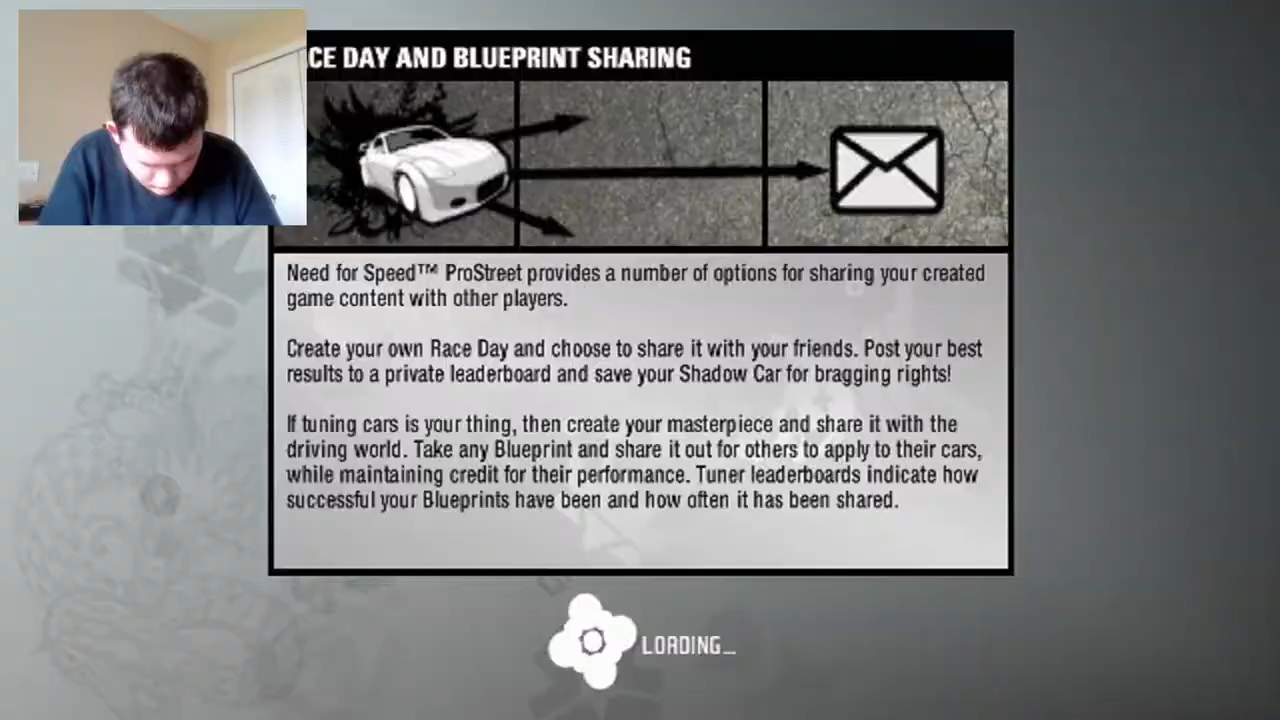 CE DAY AND BLUEPRINT SHARING
Need for Speed™ ProStreet provides a number of options for sharing your created
game content with other players.
Create your own Race Day and choose to share it with your friends. Post your best
results to a private leaderboard and save your Shadow Car for bragging rights!
If tuning cars is your thing, then create your masterpiece and share it with the
driving world. Take any Blueprint and share it out for others to apply to their cars,
while maintaining credit for their performance. Tuner leaderboards indicate how
successful your Blueprints have been and how often it has been shared.
LOADING...